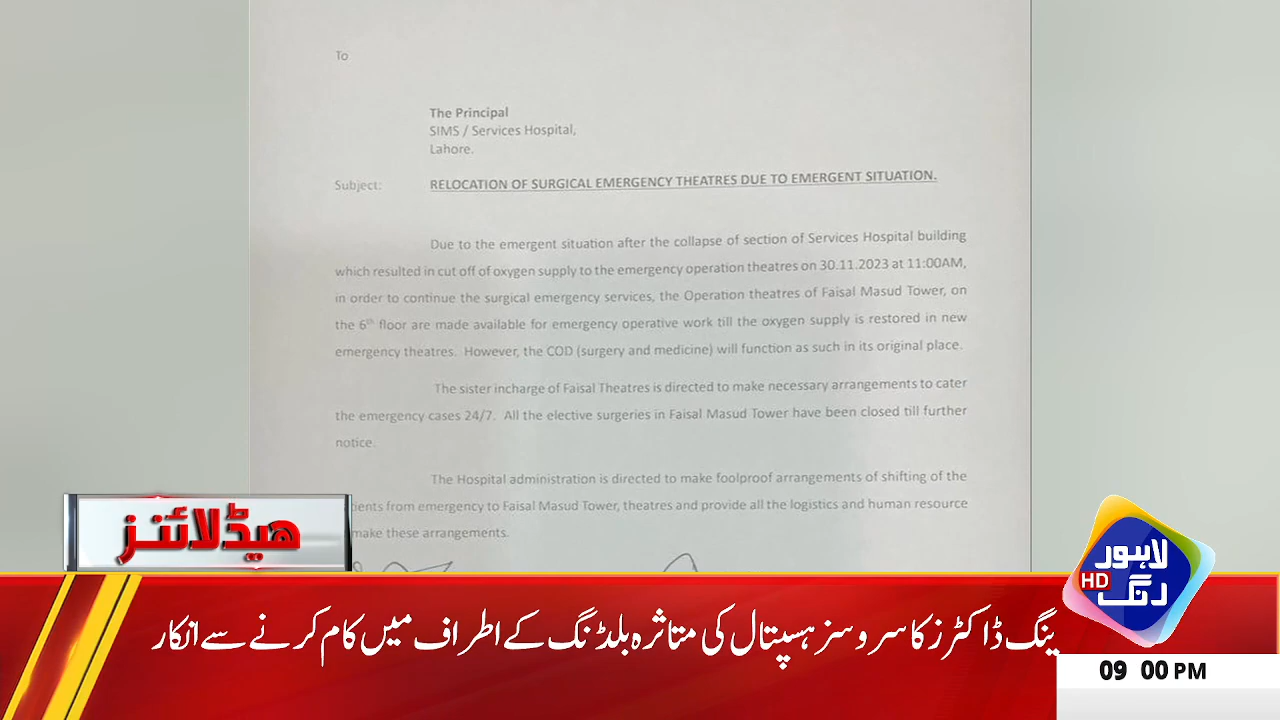 To
The Principal
SIMS / Services Hospital,
Lahore.
Subject: RELOCATION OF SURGICAL EMERGENCY THEATRES DUE TO EMERGENT SITUATION.
Due to the emergent situation after the collapse of section of Services Hospital building
which resulted in cut off of oxygen supply to the emergency operation theatres on 30.11.2023 at 11:00AM,
in order to continue the surgical emergency services, the Operation theatres of Faisal Masud Tower, on
the 6th floor are made available for emergency operative work till the oxygen supply is restored in new
emergency theatres. However, the COD (surgery and medicine) will function as such in its original place.
The sister incharge of Faisal Theatres is directed to make necessary arrangements to cater
the emergency cases 24/7. All the elective surgeries in Faisal Masud Tower have been closed till further
notice.
The Hospital administration is directed to make foolproof arrangements of shifting of the
tients from emergency to Faisal Masud Tower, theatres and provide all the logistics and human resource
make these arrangements.
ہیڈلائنز
لاہور
HD رنگ
ینگ ڈاکٹرز کا سروسز ہسپتال کی متاثرہ بلڈنگ کے اطراف میں کام کرنے سے انکار
09 00 PM